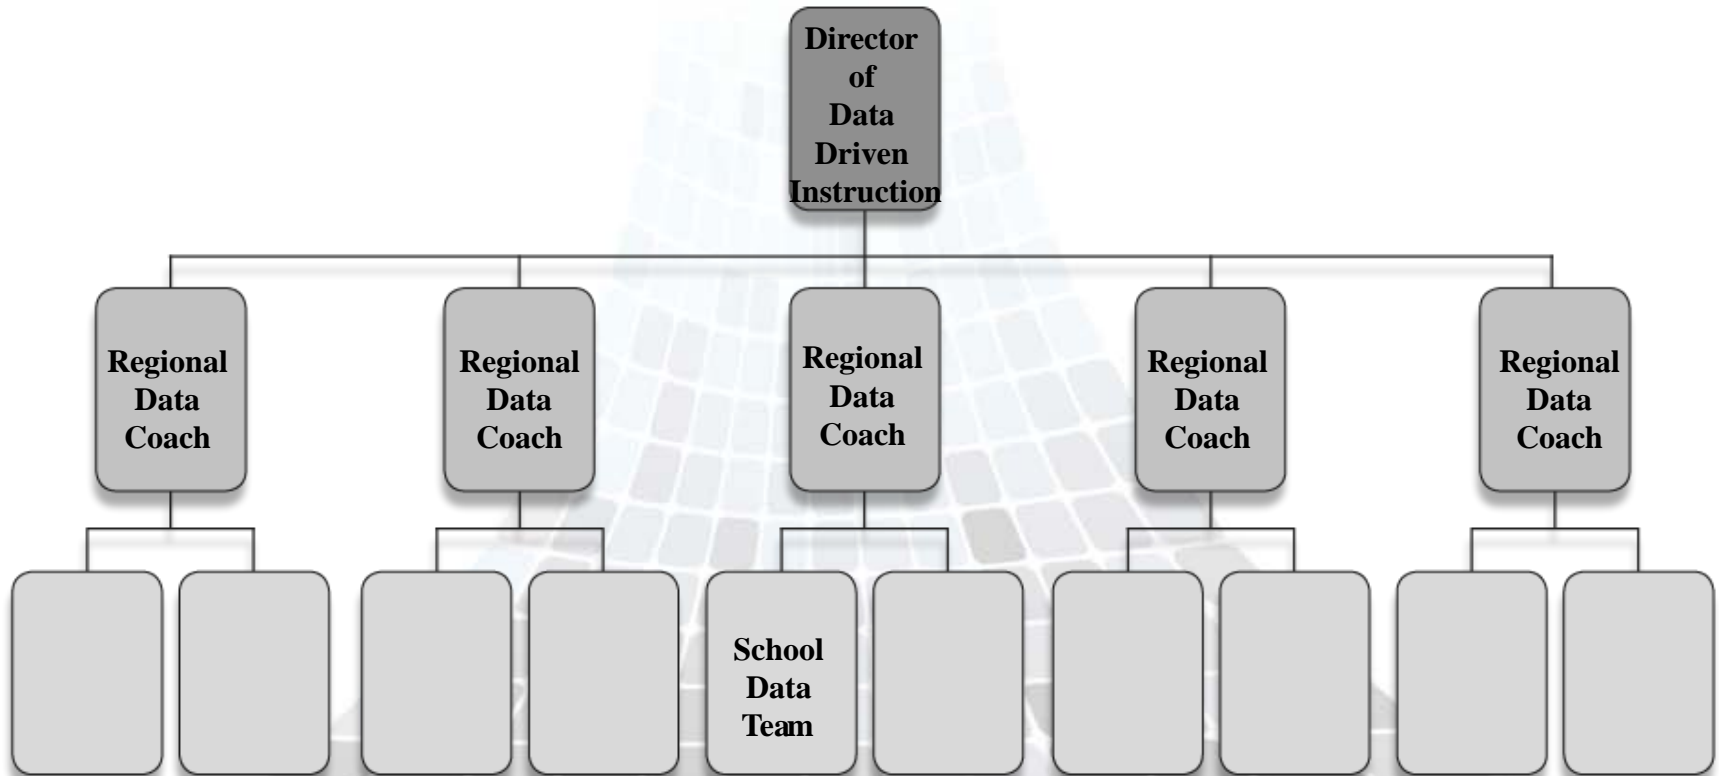 Director
of
Data
Driven
Instruction
Regional
Data
Coach
Regional
Data
Coach
Regional
Data
Coach
Regional
Data
Coach
Regional
Data
Coach
School
Data
Team